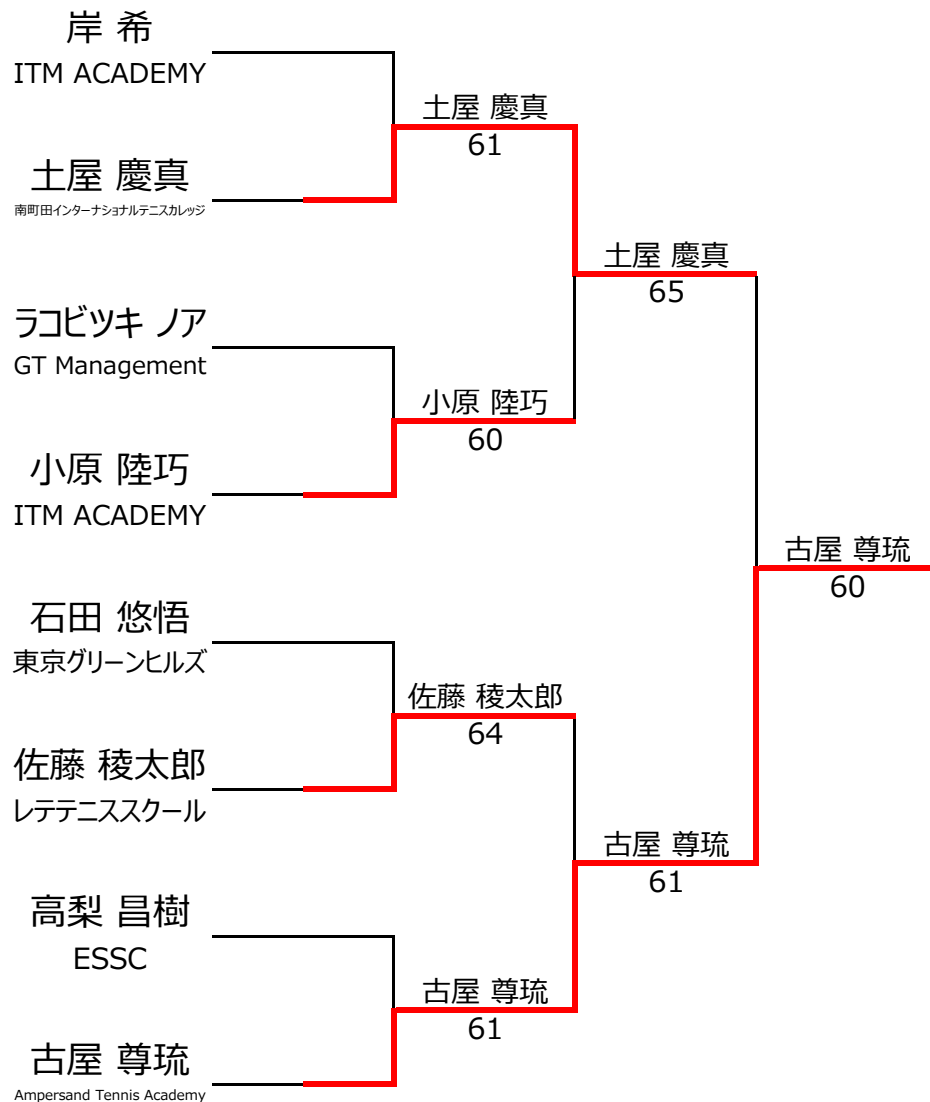 岸 希
ITM ACADEMY
土屋 慶真
61
土屋 慶真
南町田インターナショナルテニスカレッジ
土屋 慶真
65
ラコビツキ ノア
GT Management
小原 陸巧
60
小原 陸巧
ITM ACADEMY
古屋 尊琉
60
石田 悠悟
東京グリーンヒルズ
佐藤 稜太郎
64
佐藤 稜太郎
レテテニススクール
古屋 尊琉
61
高梨 昌樹
ESSC
古屋 尊琉
61
古屋 尊琉
Ampersand Tennis Academy